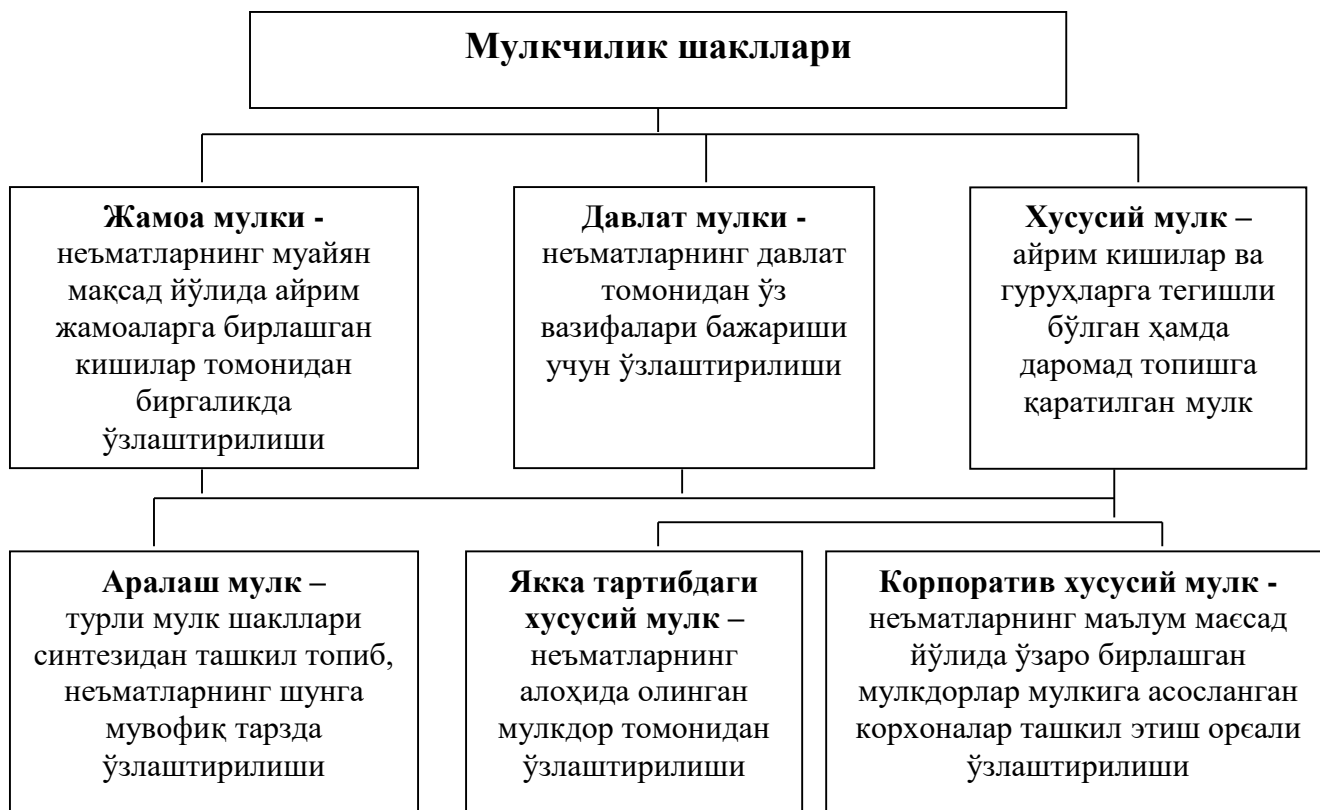 Мулкчилик шакллари
Жамоа мулки -
неъматларнинг муайян
мақсад йўлида айрим
жамоаларга бирлашган
кишилар томонидан
биргаликда
ўзлаштирилиши
Давлат мулки -
неъматларнинг давлат
томонидан ўз
вазифалари бажариши
учун ўзлаштирилиши
Хусусий мулк –
айрим кишилар ва
гуруҳларга тегишли
бўлган ҳамда
даромад топишга
қаратилган мулк
Аралаш мулк –
турли мулк шакллари
синтезидан ташкил топиб,
неъматларнинг шунга
мувофиқ тарзда
ўзлаштирилиши
Якка тартибдаги
хусусий мулк –
неъматларнинг
алоҳида олинган
мулкдор томонидан
ўзлаштирилиши
Корпоратив хусусий мулк -
неъматларнинг маълум маєсад
йўлида ўзаро бирлашган
мулкдорлар мулкига асосланган
корхоналар ташкил этиш орєали
ўзлаштирилиши